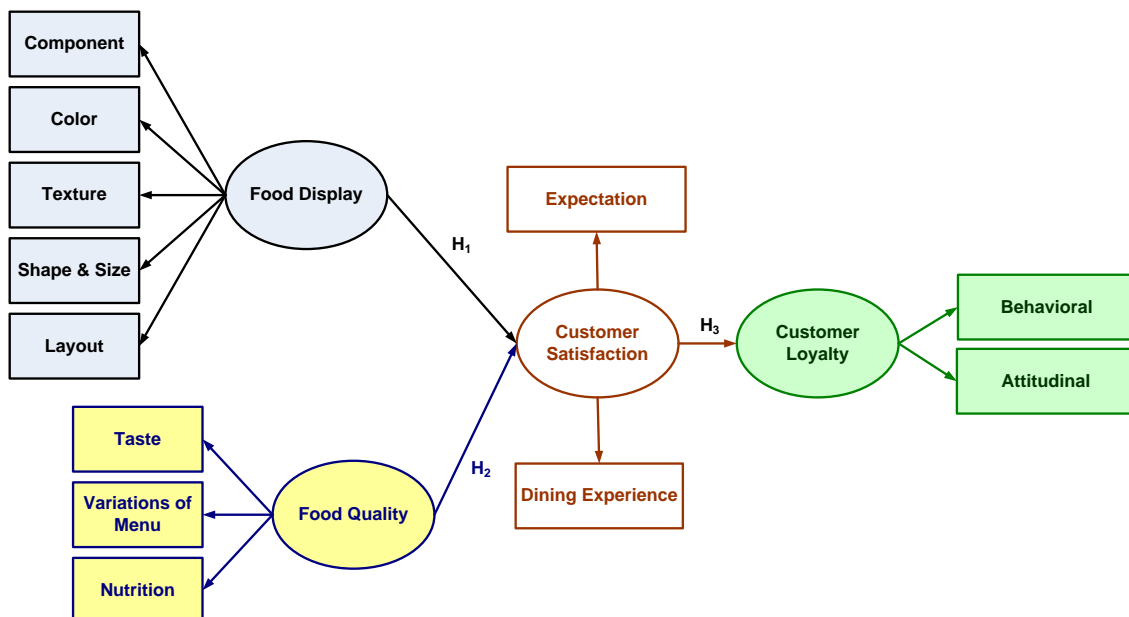 Component
Color
Texture
Shape & Size
Layout
Food Display
H₁
Expectation
Customer
Satisfaction
H₃
Customer
Loyalty
Behavioral
Attitudinal
Taste
Variations of
Menu
Nutrition
Food Quality
H₂
Dining Experience